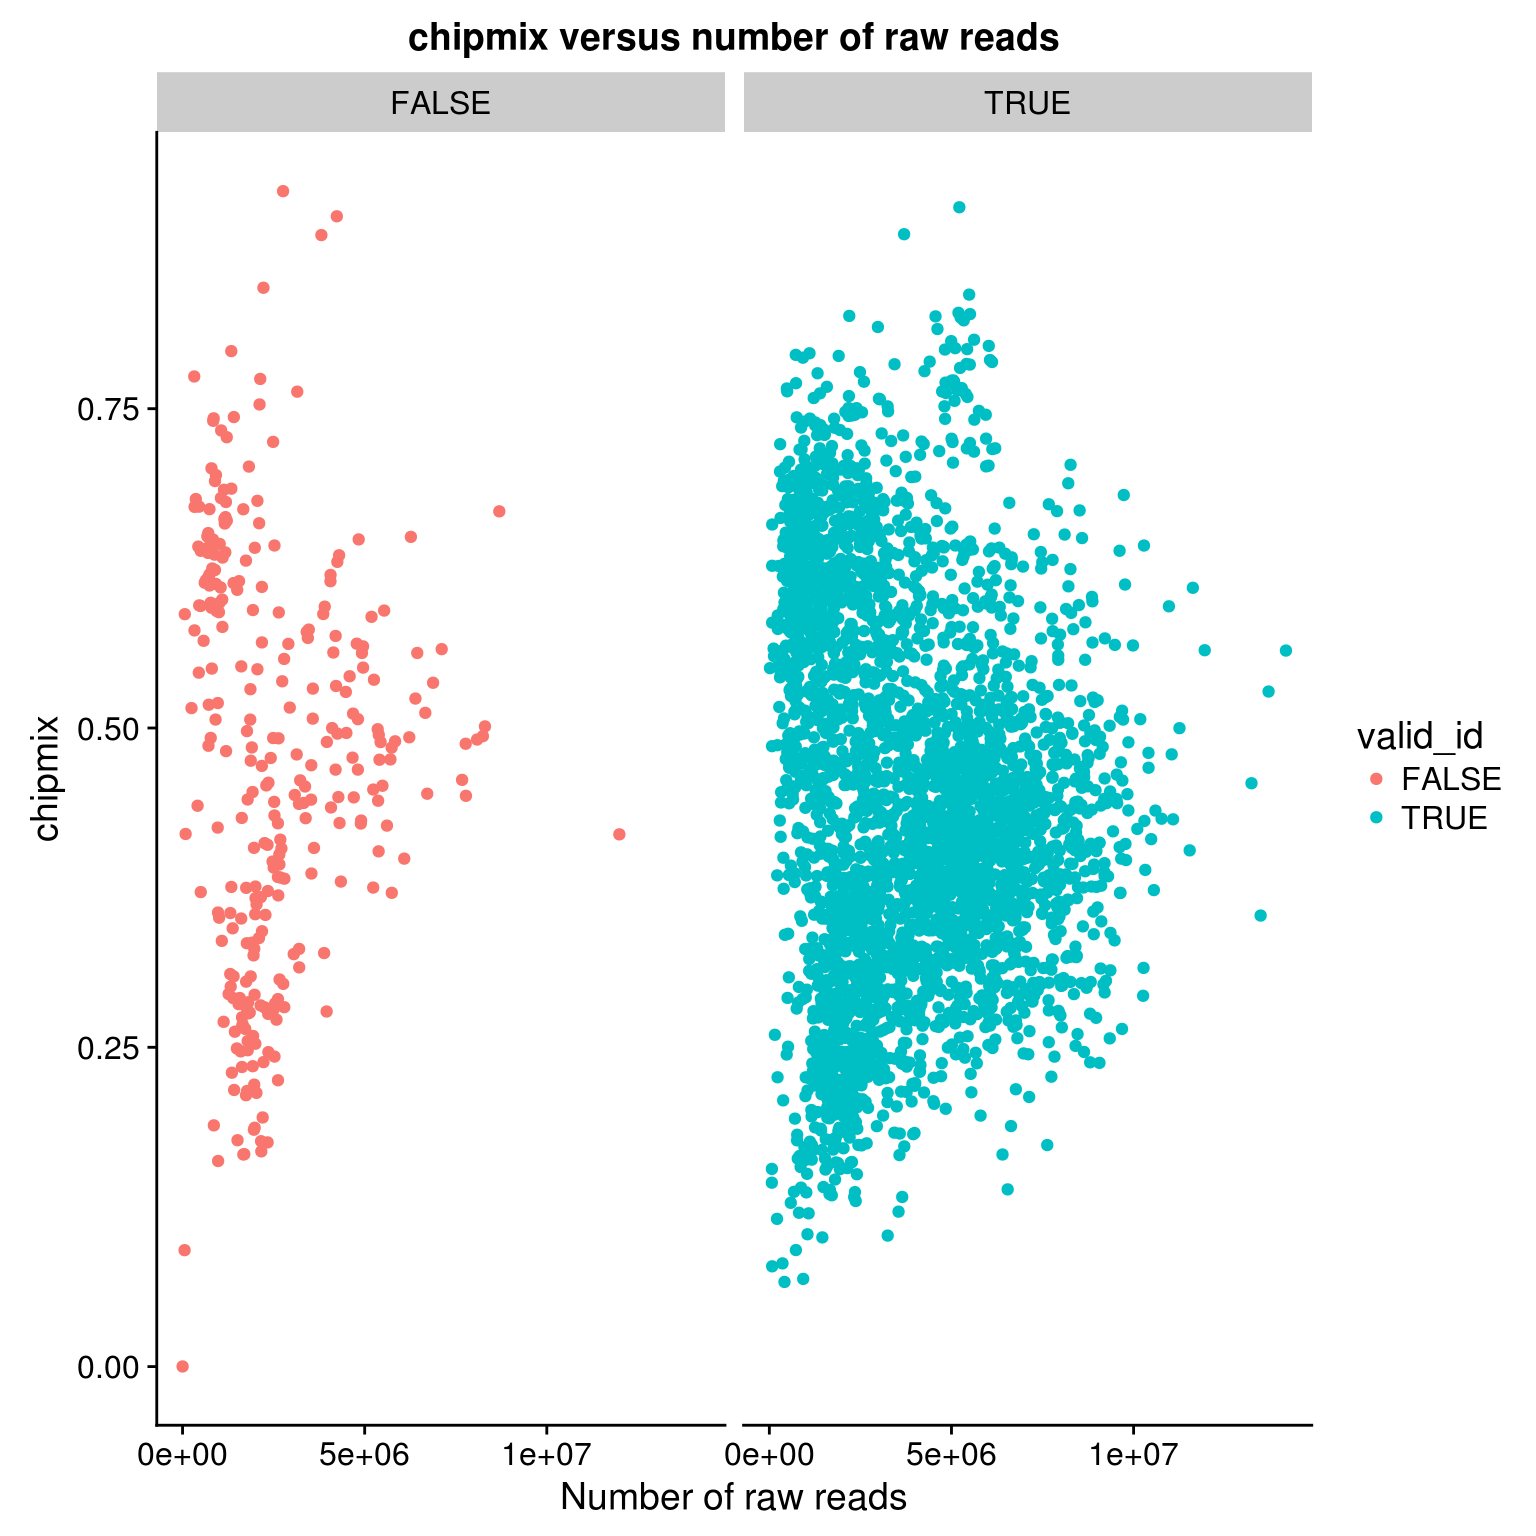 chipmix versus number of raw reads
FALSE
TRUE
0.75
0.50
0.25
0.00
chipmix
0e+00
5e+06
1e+07
0e+00
5e+06
1e+07
Number of raw reads
valid_id
FALSE
TRUE